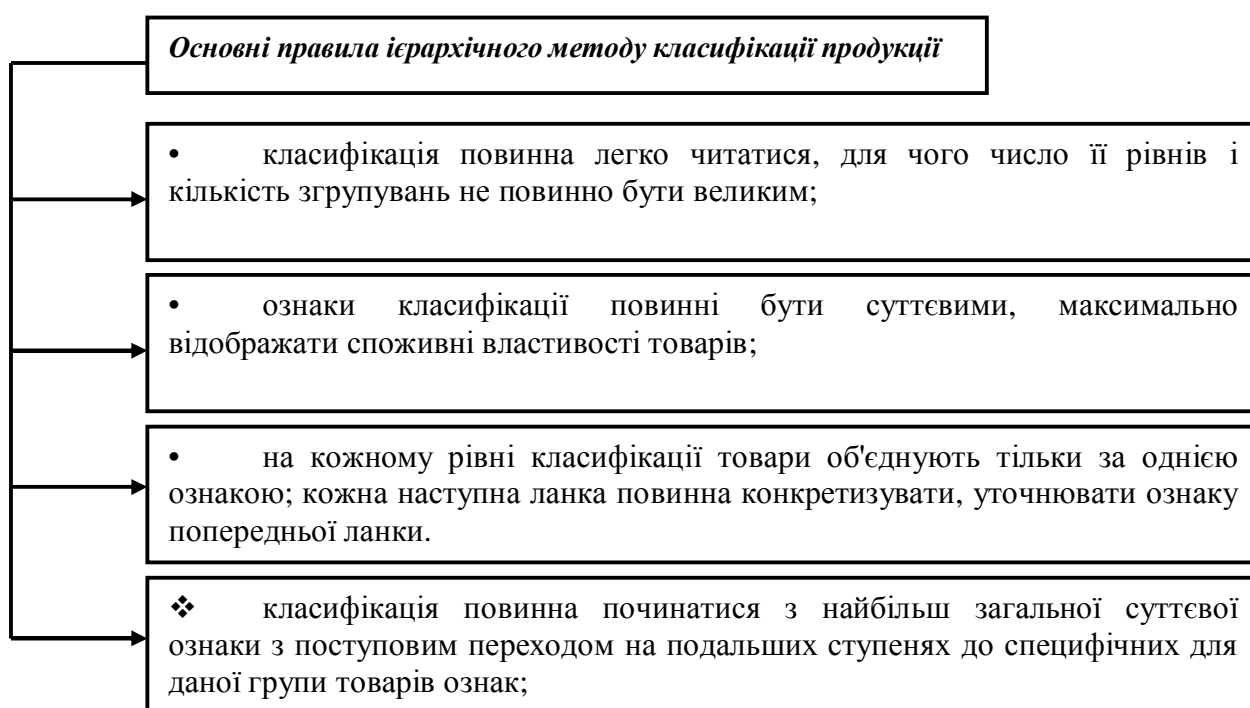 Основні правила ієрархічного методу класифікації продукції
• класифікація повинна легко читатися, для чого число її рівнів і
кількість згрупувань не повинно бути великим;
• ознаки класифікації повинні бути суттєвими, максимально
відображати споживні властивості товарів;
• на кожному рівні класифікації товари об'єднують тільки за однією
ознакою; кожна наступна ланка повинна конкретизувати, уточнювати ознаку
попередньої ланки.
❖ класифікація повинна починатися з найбільш загальної суттєвої
ознаки з поступовим переходом на подальших ступенях до специфічних для
даної групи товарів ознак;